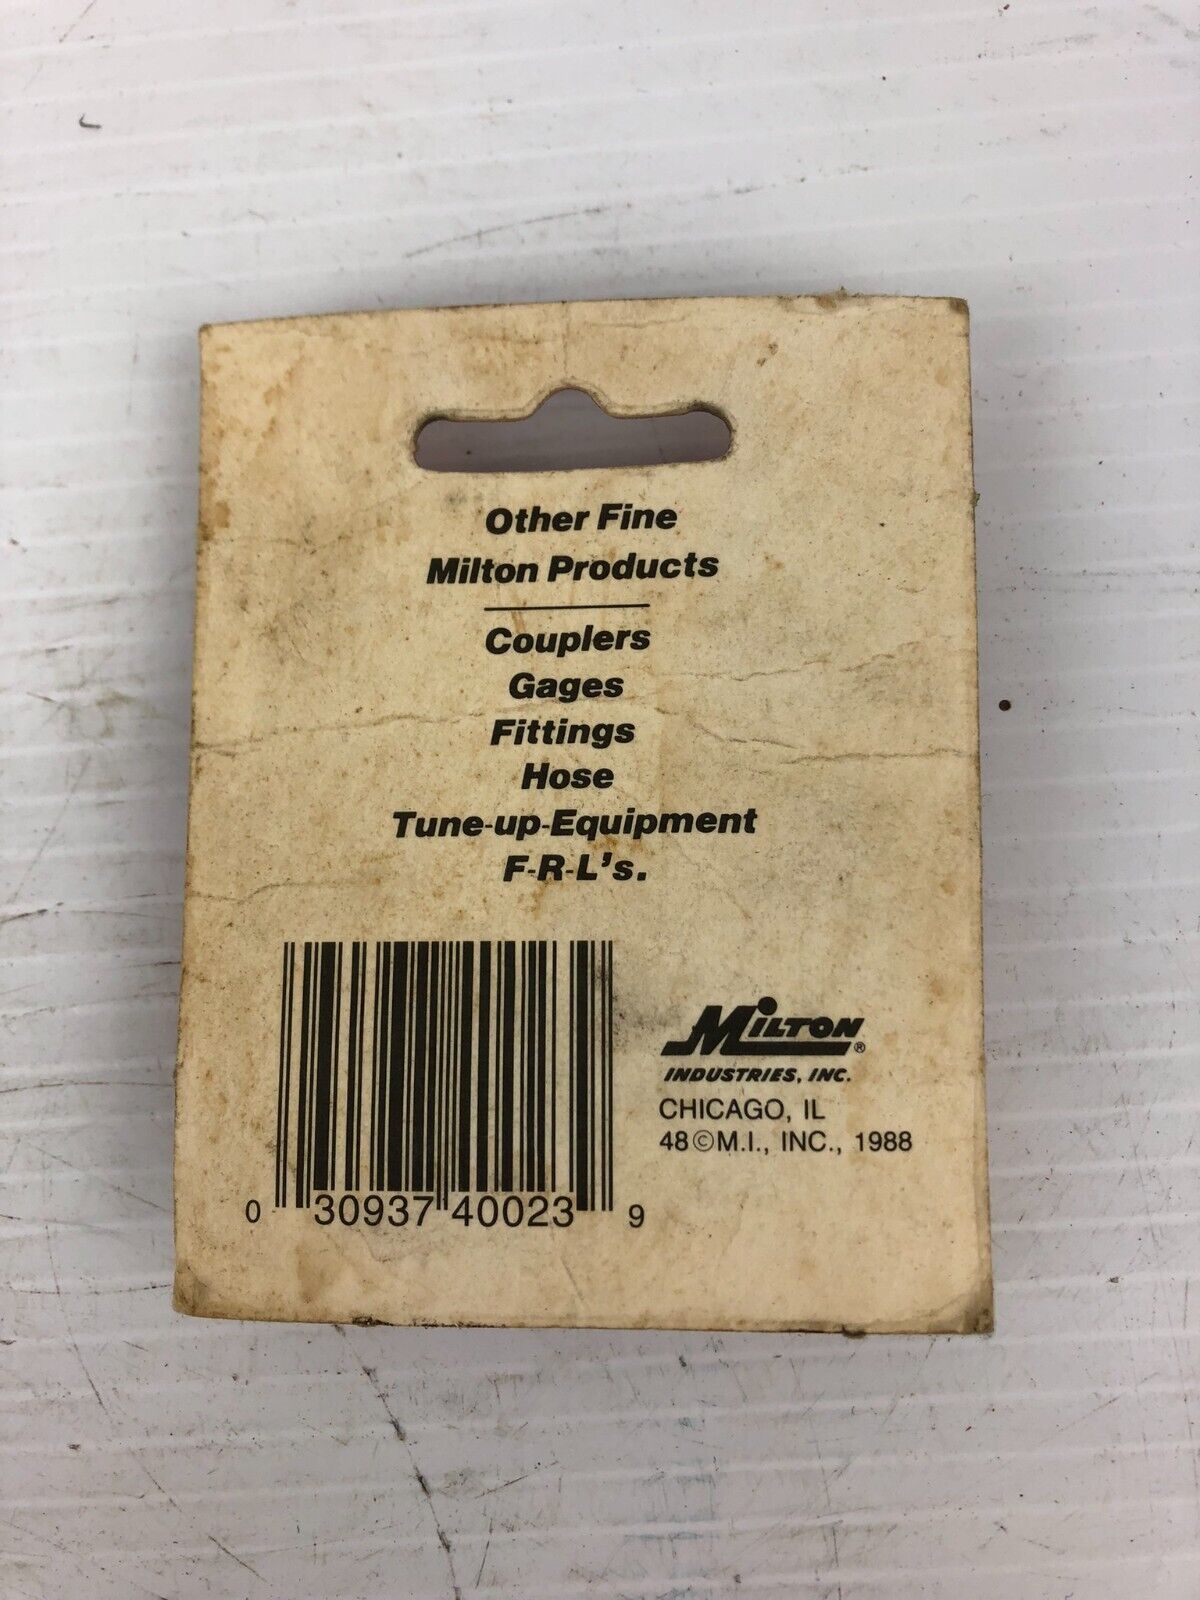 Other Fine
Milton Products
Couplers
Gages
Fittings
Hose
Tune-up-Equipment
F-R-L's.
MILTON®
INDUSTRIES, INC.
CHICAGO, IL
48©M.I., INC., 1988
0 30937 40023 9